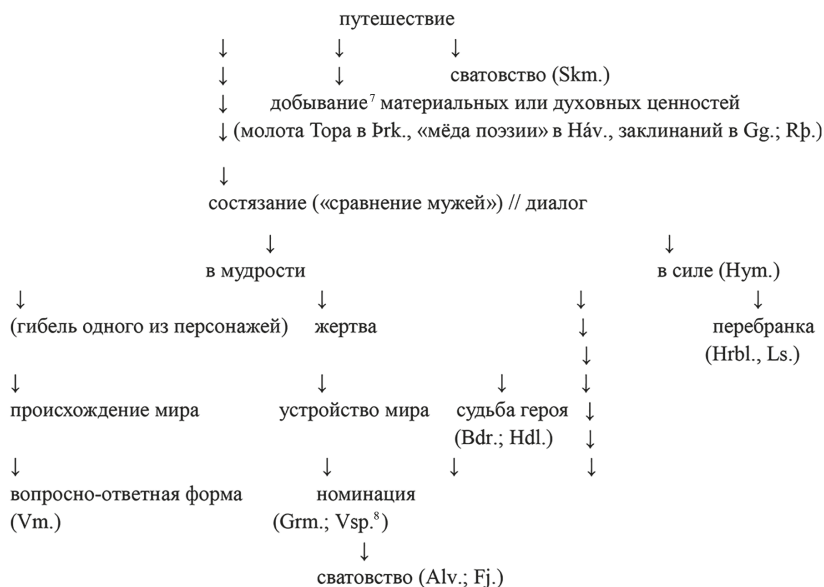 путешествие
↓ ↓ ↓
↓ ↓ сватовство (Skm.)
↓ добывание⁷ материальных или духовных ценностей
↓ (молота Тора в Þrk., «мёда поэзии» в Háv., заклинаний в Gg.; Rþ.)
↓
состязание («сравнение мужей») // диалог
↓ ↓
в мудрости в силе (Hym.)
↓ ↓ ↓ ↓
(гибель одного из персонажей) жертва ↓ перебранка
↓ (Hrbl., Ls.)
↓ ↓ ↓ ↓
происхождение мира устройство мира судьба героя ↓
(Bdr.; Hdl.) ↓
↓ ↓ ↓ ↓
вопросно-ответная форма номинация
(Vm.) (Grm.; Vsp.⁸)
↓
сватовство (Alv.; Fj.)